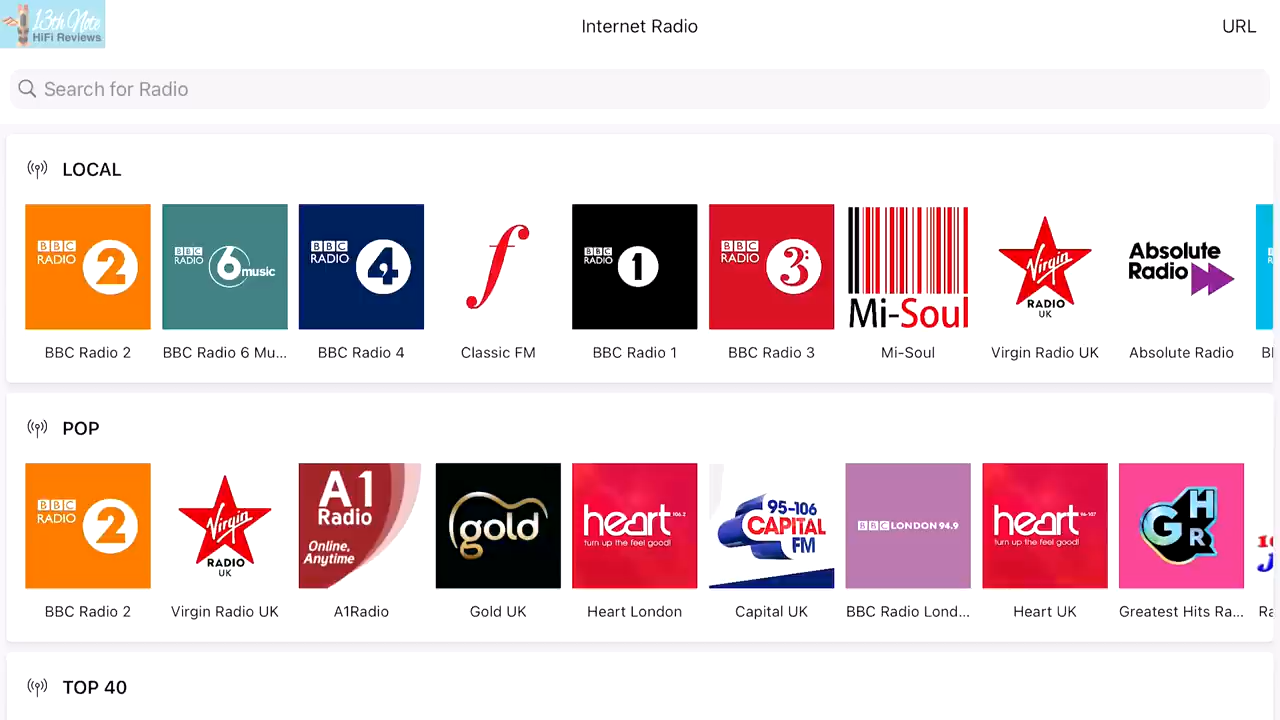 13th Note
HiFi Reviews
Internet Radio
URL
Search for Radio
LOCAL
BBC RADIO 2
BBC RADIO 6 music
BBC RADIO 4
f
BBC RADIO 1
BBC RADIO 3
Mi-Soul
Virgin RADIO UK
Absolute Radio
BBC Radio 2
BBC Radio 6 Mu...
BBC Radio 4
Classic FM
BBC Radio 1
BBC Radio 3
Mi-Soul
Virgin Radio UK
Absolute Radio
POP
BBC RADIO 2
Virgin RADIO UK
A1 Radio
Online, Anytime
gold
heart 106.2
turn up the feel good!
95-106 CAPITAL FM
BBC LONDON 94.9
heart 96-107
turn up the feel good!
GHR
BBC Radio 2
Virgin Radio UK
A1Radio
Gold UK
Heart London
Capital UK
BBC Radio Lond...
Heart UK
Greatest Hits Ra...
TOP 40